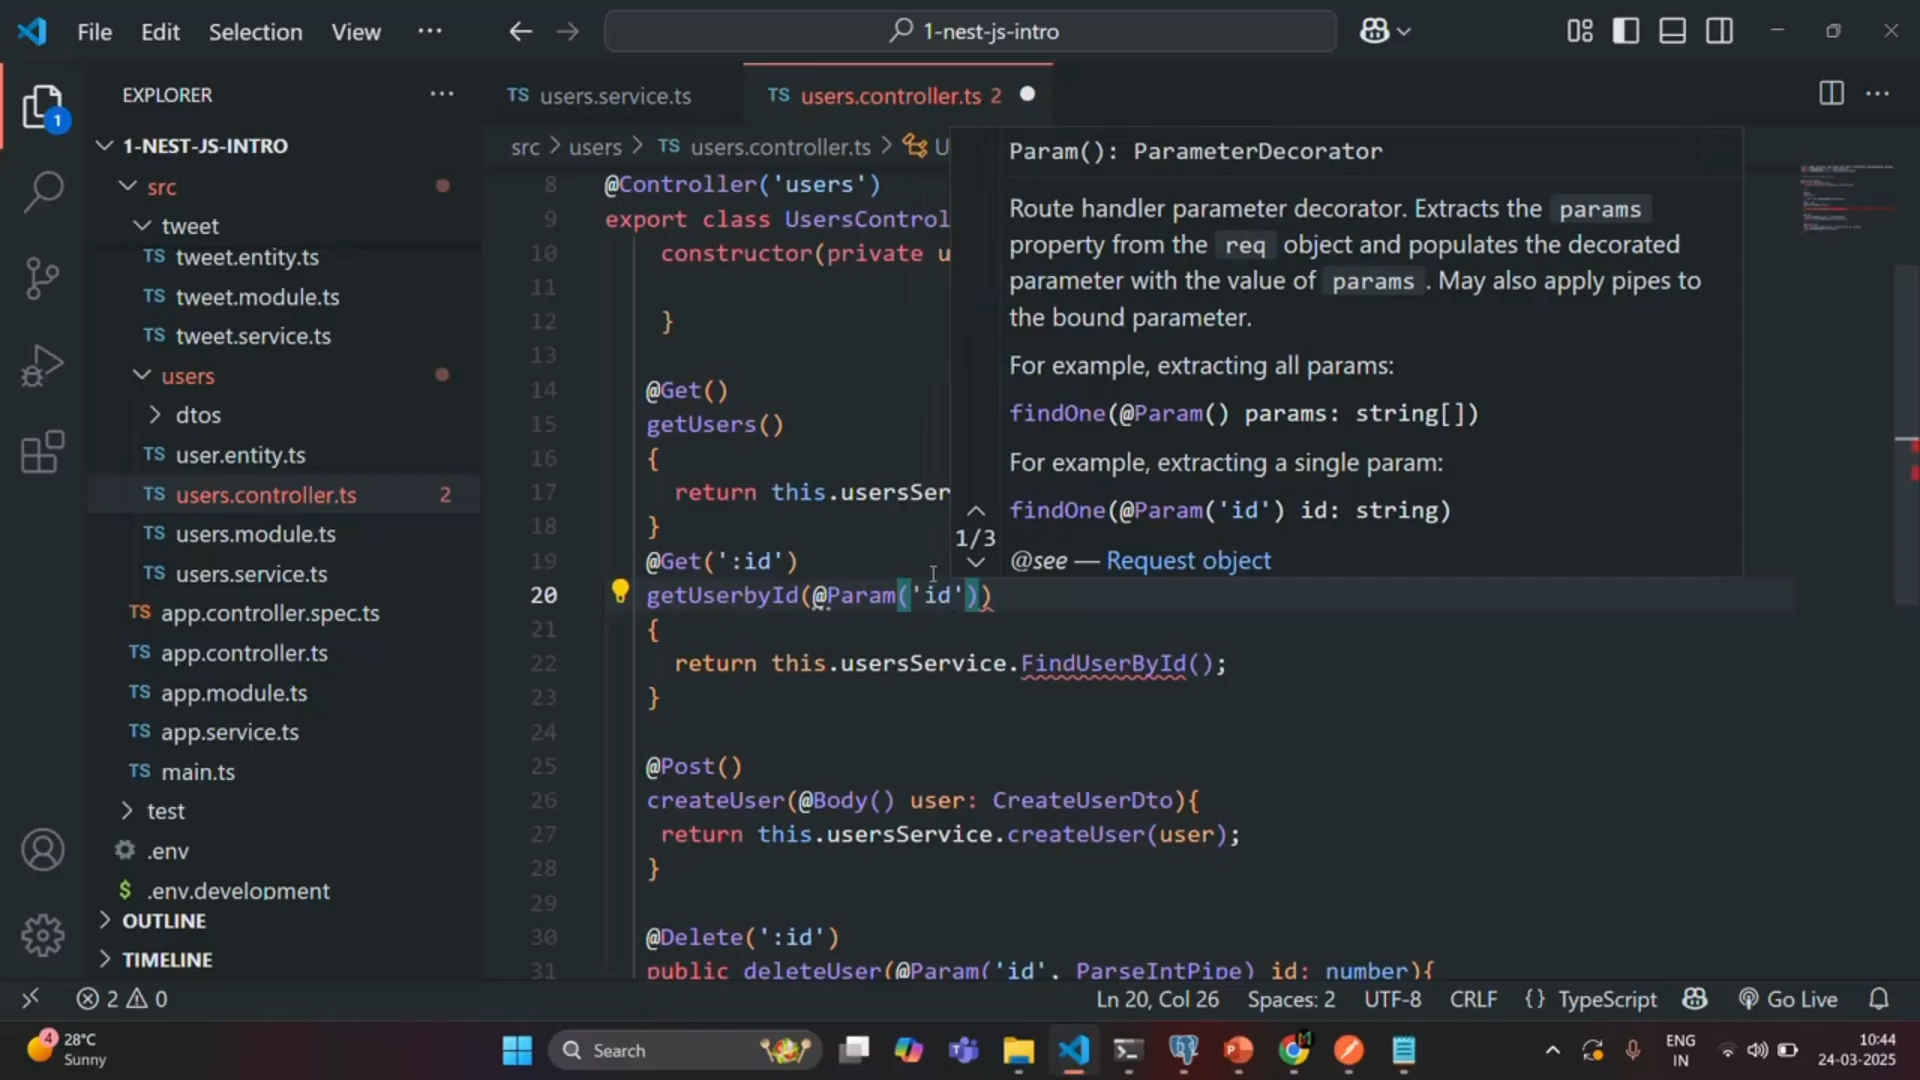 File Edit Selection View ···
1-nest-js-intro
EXPLORER ···
1
1-NEST-JS-INTRO
src
tweet
TS tweet.entity.ts
TS tweet.module.ts
TS tweet.service.ts
users
dtos
TS user.entity.ts
TS users.controller.ts 2
TS users.module.ts
TS users.service.ts
TS app.controller.spec.ts
TS app.controller.ts
TS app.module.ts
TS app.service.ts
TS main.ts
test
.env
$ .env.development
OUTLINE
TIMELINE
TS users.service.ts
TS users.controller.ts 2
src > users > TS users.controller.ts > U
8 @Controller('users')
9 export class UsersControl
10 constructor(private u
11
12 }
13
14 @Get()
15 getUsers()
16 {
17 return this.usersSer
18 }
19 @Get(':id')
20 getUserbyId(@Param('id'))
21 {
22 return this.usersService.FindUserById();
23 }
24
25 @Post()
26 createUser(@Body() user: CreateUserDto){
27 return this.usersService.createUser(user);
28 }
29
30 @Delete(':id')
31 public deleteUser(@Param('id', ParseIntPipe) id: number){
Param(): ParameterDecorator
Route handler parameter decorator. Extracts the params
property from the req object and populates the decorated
parameter with the value of params . May also apply pipes to
the bound parameter.
For example, extracting all params:
findOne(@Param() params: string[])
For example, extracting a single param:
findOne(@Param('id') id: string)
1/3
@see — Request object
2 0
Ln 20, Col 26 Spaces: 2 UTF-8 CRLF {} TypeScript Go Live
4
28°C
Sunny
Search
ENG
IN
10:44
24-03-2025